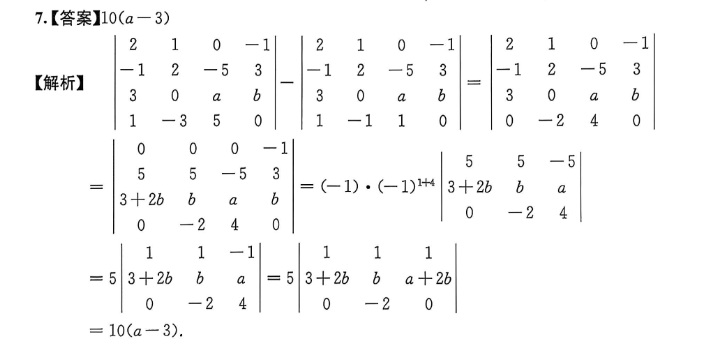 7.【答案】10(a－3)
【解析】 | 2 1 0 －1 ; －1 2 －5 3 ; 3 0 a b ; 1 －3 5 0 | － | 2 1 0 －1 ; －1 2 －5 3 ; 3 0 a b ; 1 －1 1 0 | ＝ | 2 1 0 －1 ; －1 2 －5 3 ; 3 0 a b ; 0 －2 4 0 |
＝ | 0 0 0 －1 ; 5 5 －5 3 ; 3＋2b b a b ; 0 －2 4 0 | ＝(－1)·(－1)¹⁺⁴ | 5 5 －5 ; 3＋2b b a ; 0 －2 4 |
＝5 | 1 1 －1 ; 3＋2b b a ; 0 －2 4 | ＝5 | 1 1 1 ; 3＋2b b a＋2b ; 0 －2 0 |
＝10(a－3).